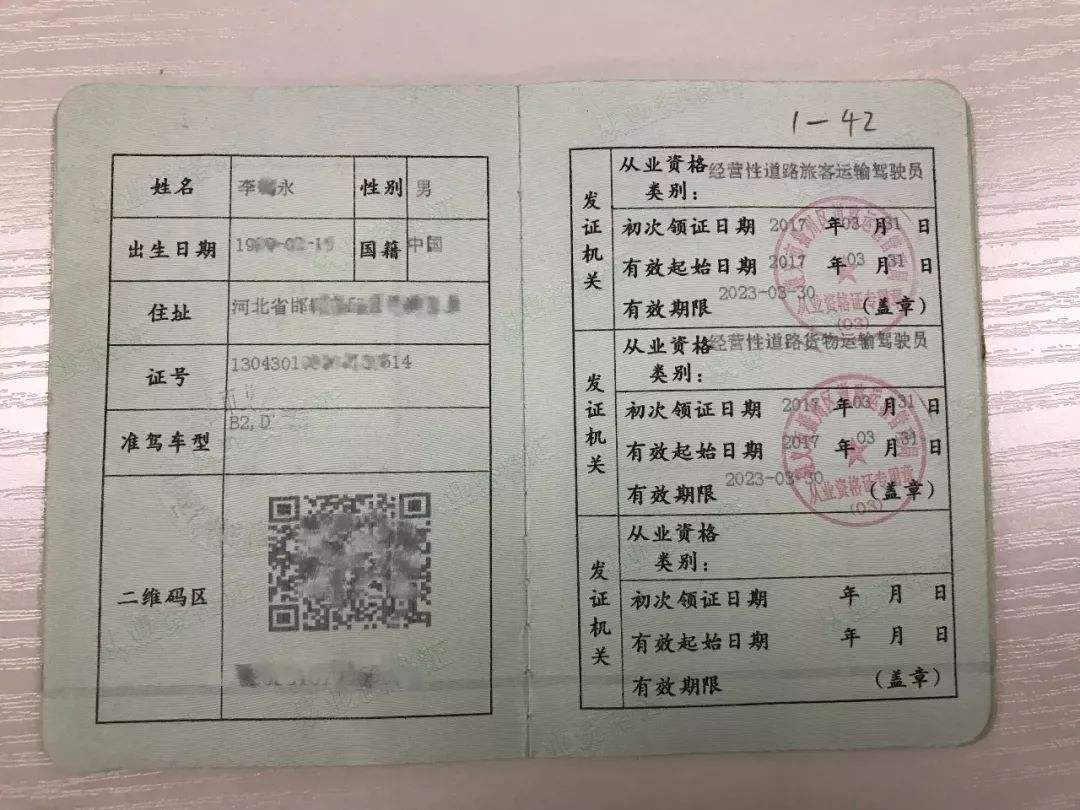 姓名 李 永 性别 男
出生日期 国籍 中国
住址 河北省邯
证号 1304301 614
准驾车型 B2,D
二维码区
1-42
发证机关
从业资格类别: 经营性道路旅客运输驾驶员
初次领证日期 2017 年 03 月 31 日
有效起始日期 2017 年 03 月 31 日
有效期限 2023-03-30 (盖章)
从业资格证专用章
(03)
发证机关
从业资格类别: 经营性道路货物运输驾驶员
初次领证日期 2017 年 03 月 31 日
有效起始日期 2017 年 03 月 31 日
有效期限 2023-03-30 (盖章)
从业资格证专用章
(03)
发证机关
从业资格类别:
初次领证日期 年 月 日
有效起始日期 年 月 日
有效期限 (盖章)